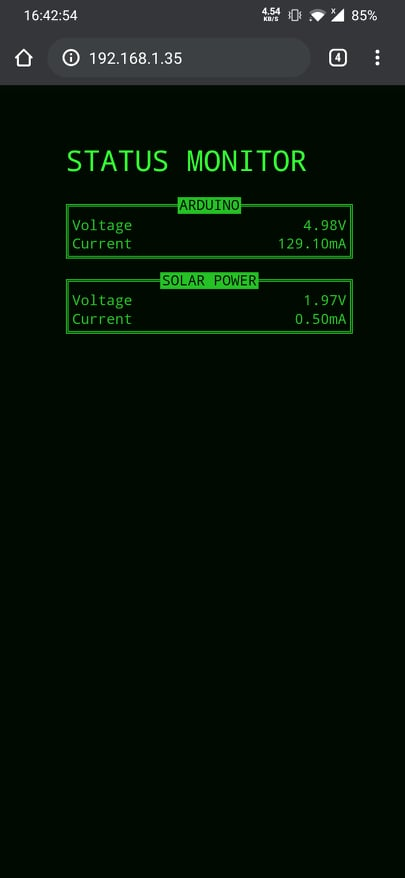 16:42:54 4.54 KB/S X 85%
192.168.1.35 4
STATUS MONITOR
ARDUINO
Voltage 4.98V
Current 129.10mA
SOLAR POWER
Voltage 1.97V
Current 0.50mA